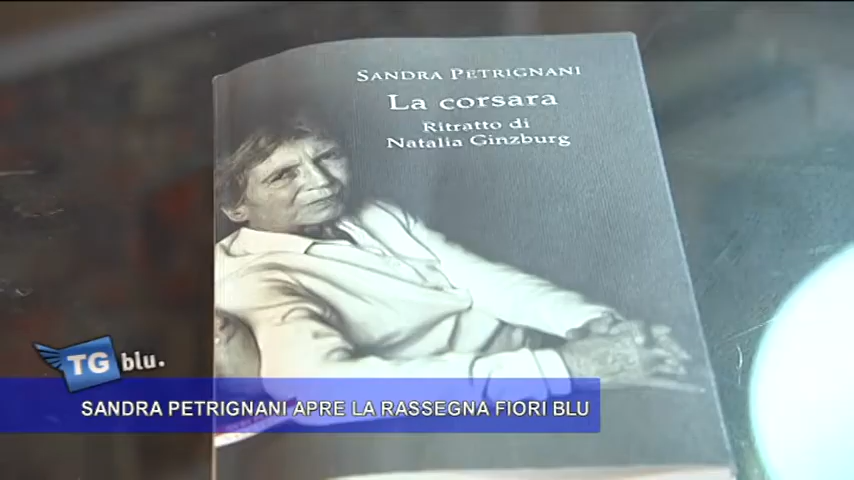 SANDRA PETRIGNANI
La corsara
Ritratto di
Natalia Ginzburg
TG blu.
SANDRA PETRIGNANI APRE LA RASSEGNA FIORI BLU